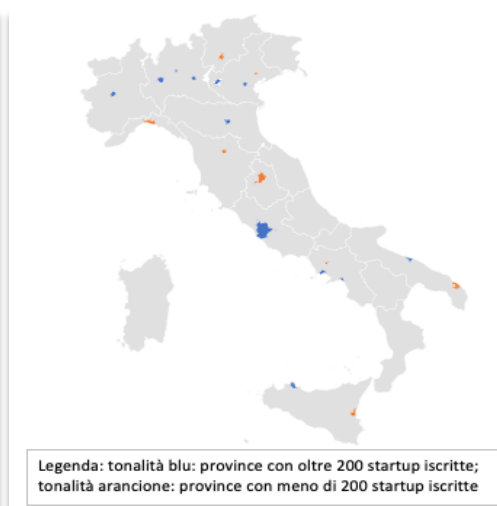 Legenda: tonalità blu: province con oltre 200 startup iscritte;
tonalità arancione: province con meno di 200 startup iscritte